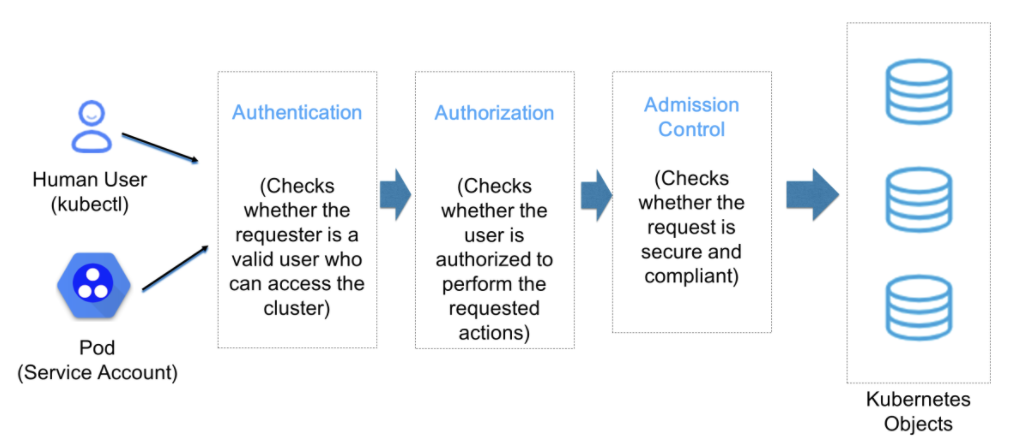 Human User
(kubectl)
Pod
(Service Account)
Authentication
(Checks
whether the
requester is a
valid user who
can access the
cluster)
Authorization
(Checks
whether the
user is
authorized to
perform the
requested
actions)
Admission
Control
(Checks
whether the
request is
secure and
compliant)
Kubernetes
Objects